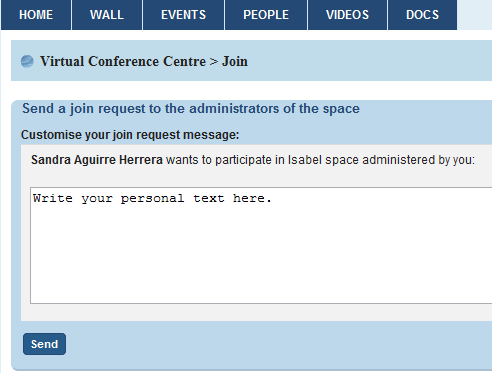 HOME WALL EVENTS PEOPLE VIDEOS DOCS
Virtual Conference Centre > Join
Send a join request to the administrators of the space
Customise your join request message:
Sandra Aguirre Herrera wants to participate in Isabel space administered by you:
Write your personal text here.
Send